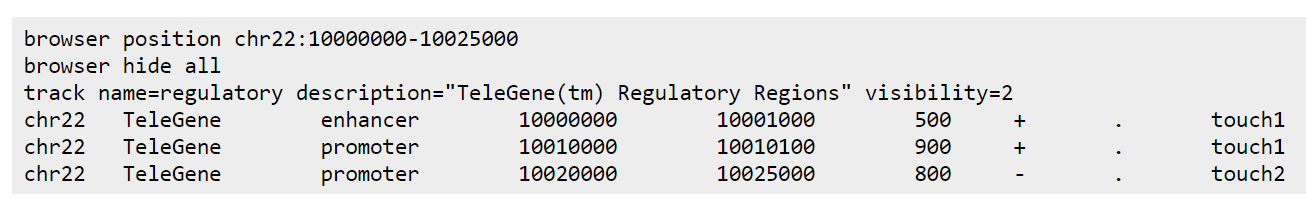 browser position chr22:10000000-10025000
browser hide all
track name=regulatory description="TeleGene(tm) Regulatory Regions" visibility=2
chr22 TeleGene enhancer 10000000 10001000 500 + . touch1
chr22 TeleGene promoter 10010000 10010100 900 + . touch1
chr22 TeleGene promoter 10020000 10025000 800 - . touch2